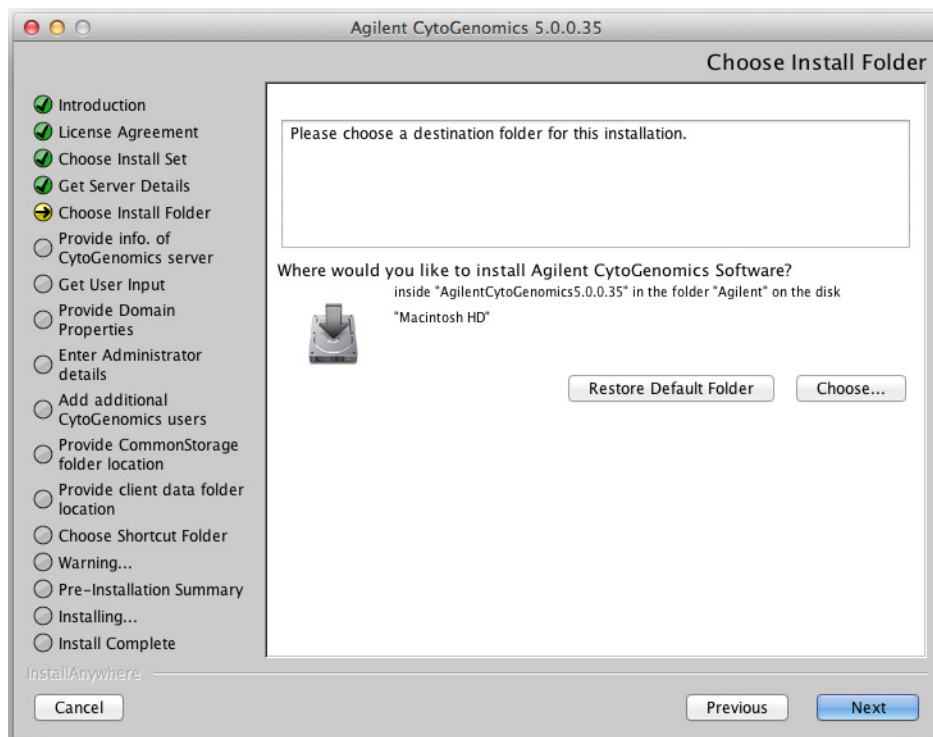 Agilent CytoGenomics 5.0.0.35
Choose Install Folder
Introduction
License Agreement
Choose Install Set
Get Server Details
Choose Install Folder
Provide info. of
CytoGenomics server
Get User Input
Provide Domain
Properties
Enter Administrator
details
Add additional
CytoGenomics users
Provide CommonStorage
folder location
Provide client data folder
location
Choose Shortcut Folder
Warning...
Pre-Installation Summary
Installing...
Install Complete
Please choose a destination folder for this installation.
Where would you like to install Agilent CytoGenomics Software?
inside "AgilentCytoGenomics5.0.0.35" in the folder "Agilent" on the disk
"Macintosh HD"
Restore Default Folder
Choose...
InstallAnywhere
Cancel
Previous
Next